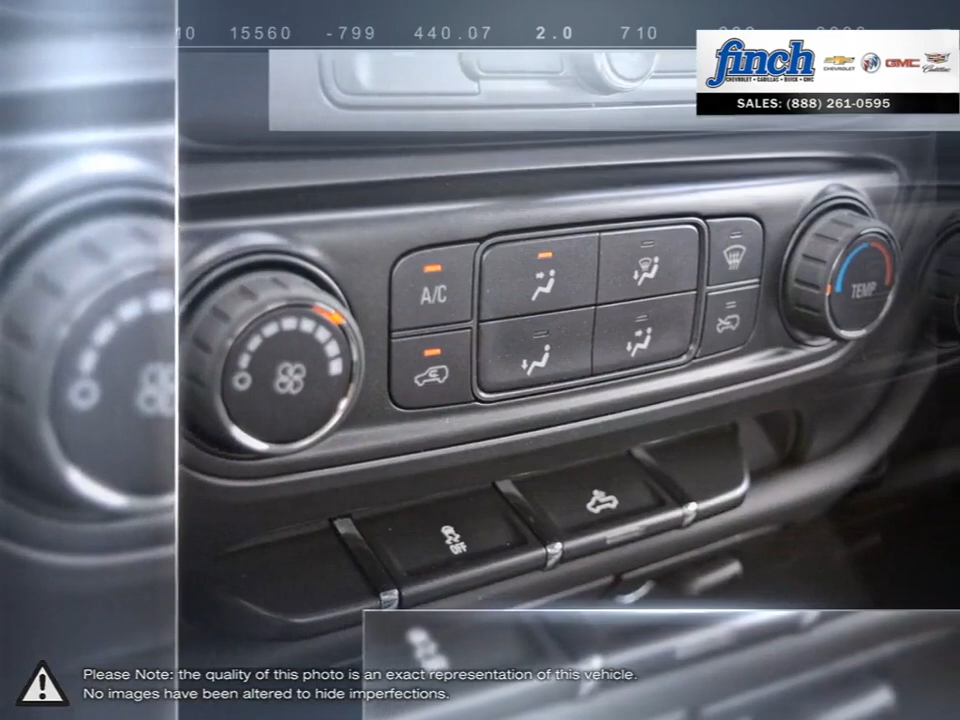 15560 -799 440.07 2.0 710
finch
CHEVROLET • CADILLAC • BUICK • GMC
CHEVROLET GMC Cadillac
SALES: (888) 261-0595
A/C
TEMP
Please Note: the quality of this photo is an exact representation of this vehicle.
No images have been altered to hide imperfections.